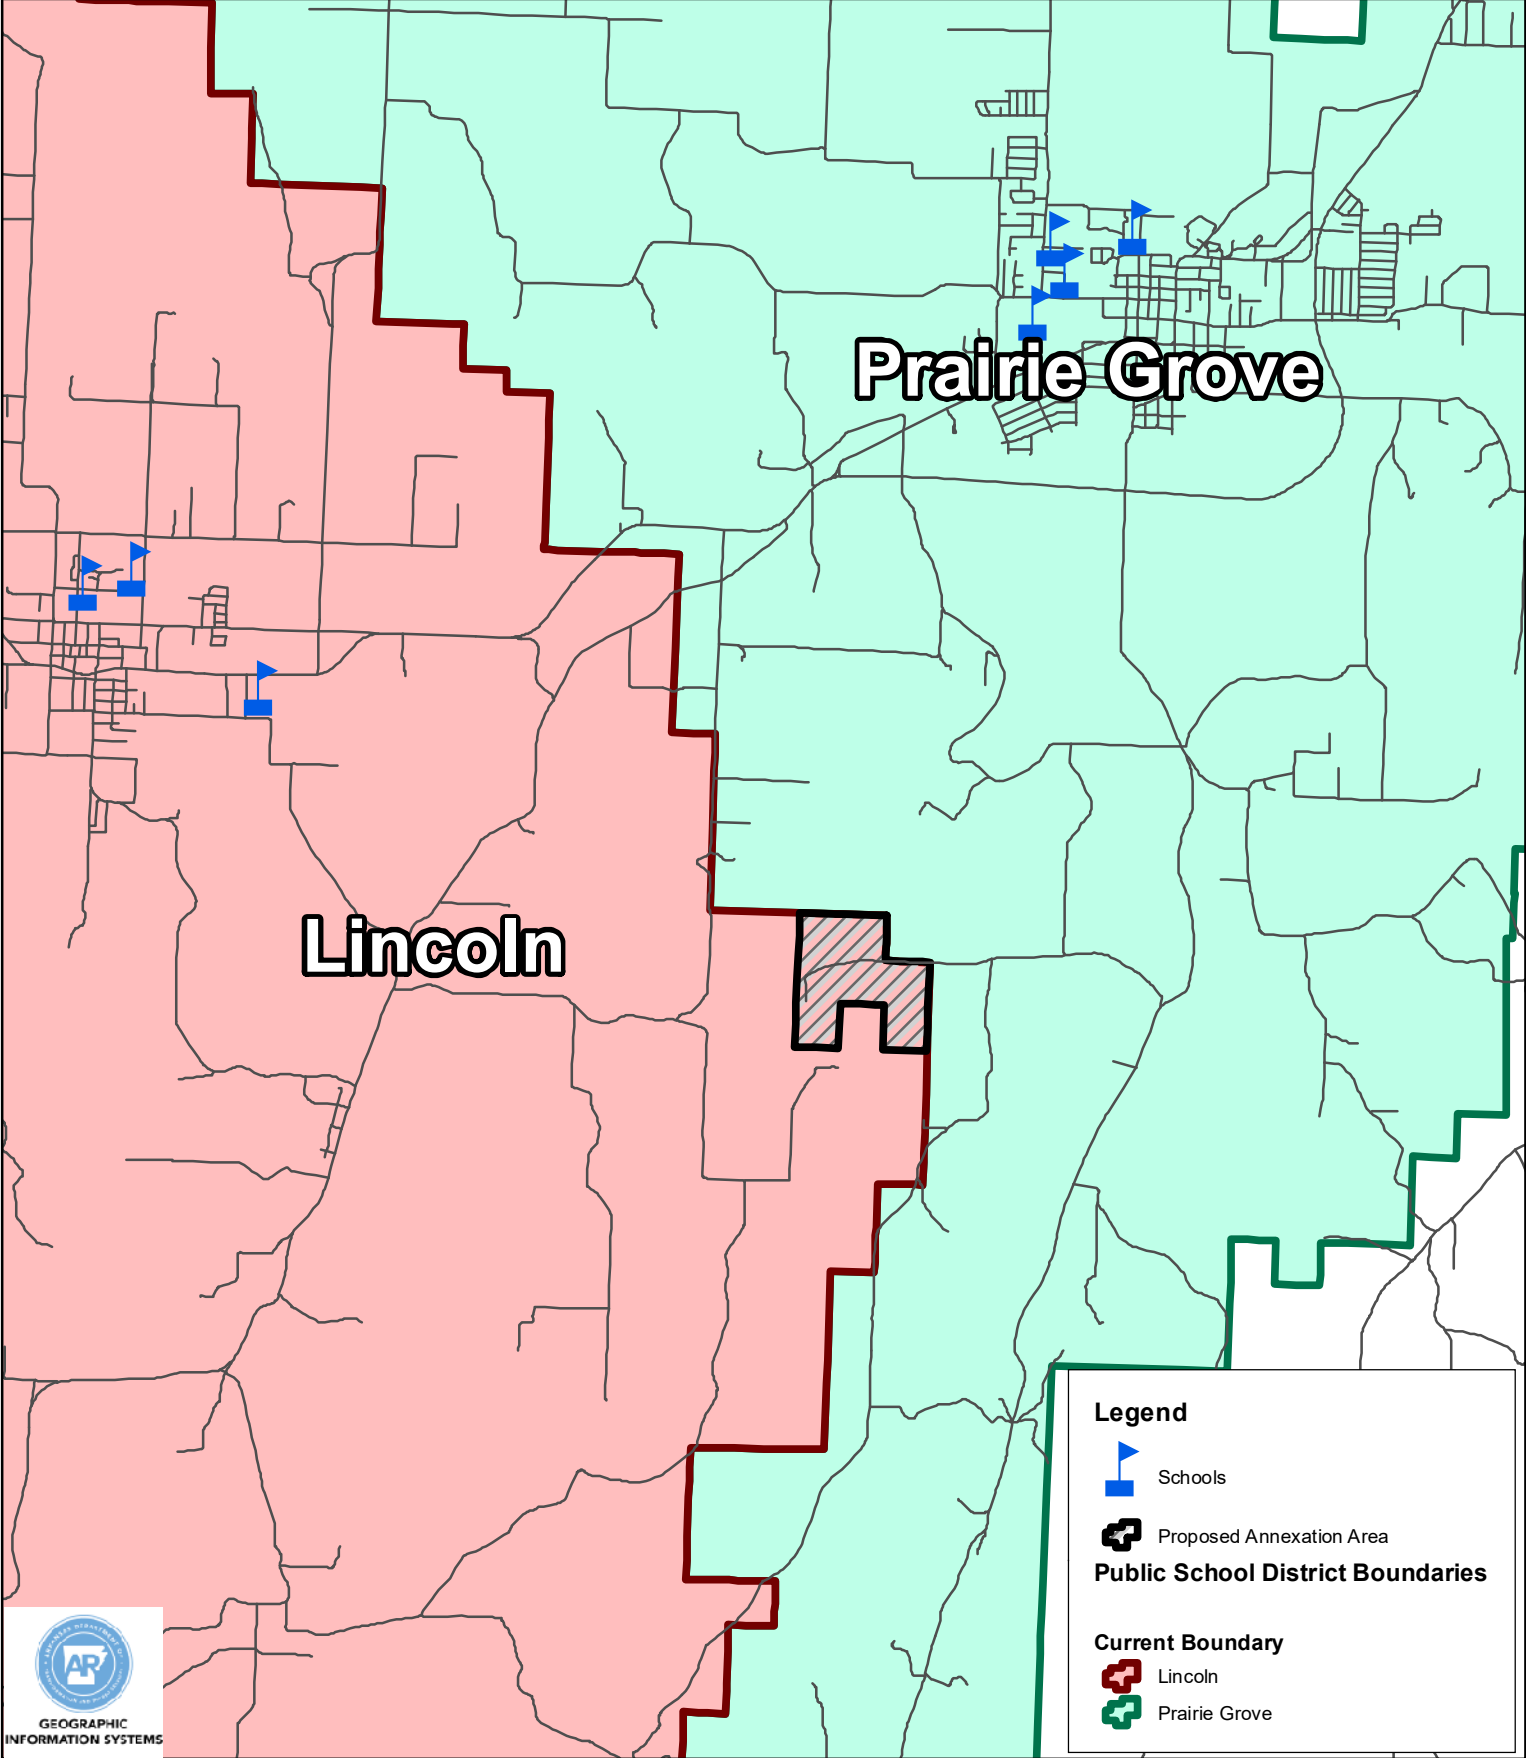 Prairie Grove
Lincoln
Legend
Schools
Proposed Annexation Area
Public School District Boundaries
Current Boundary
Lincoln
Prairie Grove
AR
GEOGRAPHIC
INFORMATION SYSTEMS